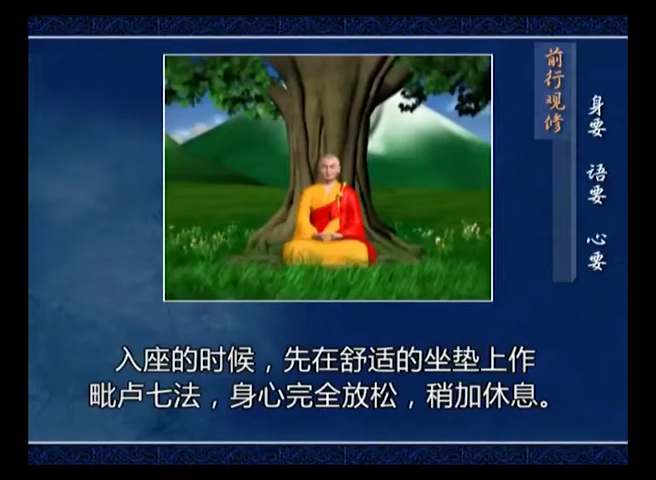 前行观修
身要 语要 心要
入座的时候，先在舒适的坐垫上作
毗卢七法，身心完全放松，稍加休息。